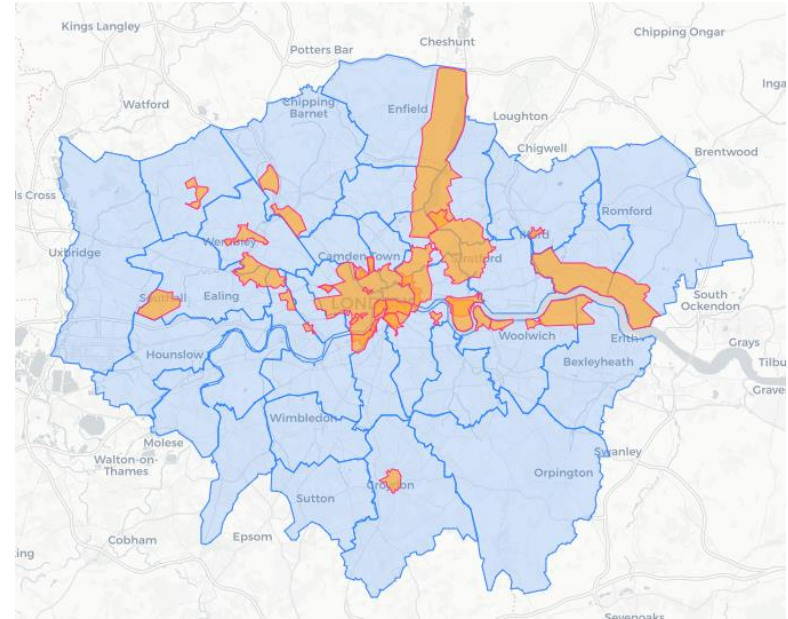 Kings Langley
Cheshunt
Chipping Ongar
Potters Bar
Watford
Chipping
Barnet
Enfield
Loughton
Chigwell
Brentwood
Romford
Wembley
Uxbridge
Camden Town
Ealing
LONDON
South
Ockendon
Hounslow
Woolwich
Erith
Grays
Bexleyheath
Wimbledon
Molese
Walton-on-
Thames
Swanley
Orpington
Sutton
Croydon
Epsom
Cobham
Sevenoaks